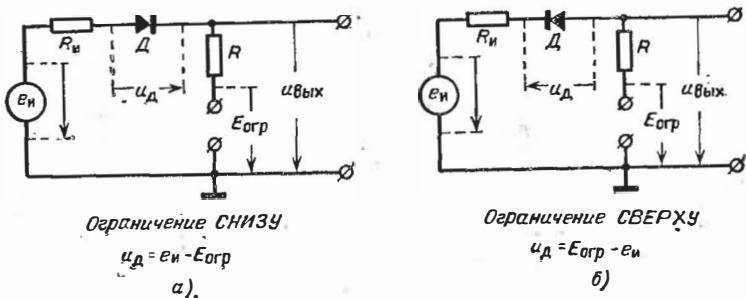 Rи Д R
eи uд Eогр uвых
Rи Д R
eи uд Eогр uвых
Ограничение СНИЗУ
uд = eи - Eогр
а).
Ограничение СВЕРХУ
uд = Eогр - eи
б)